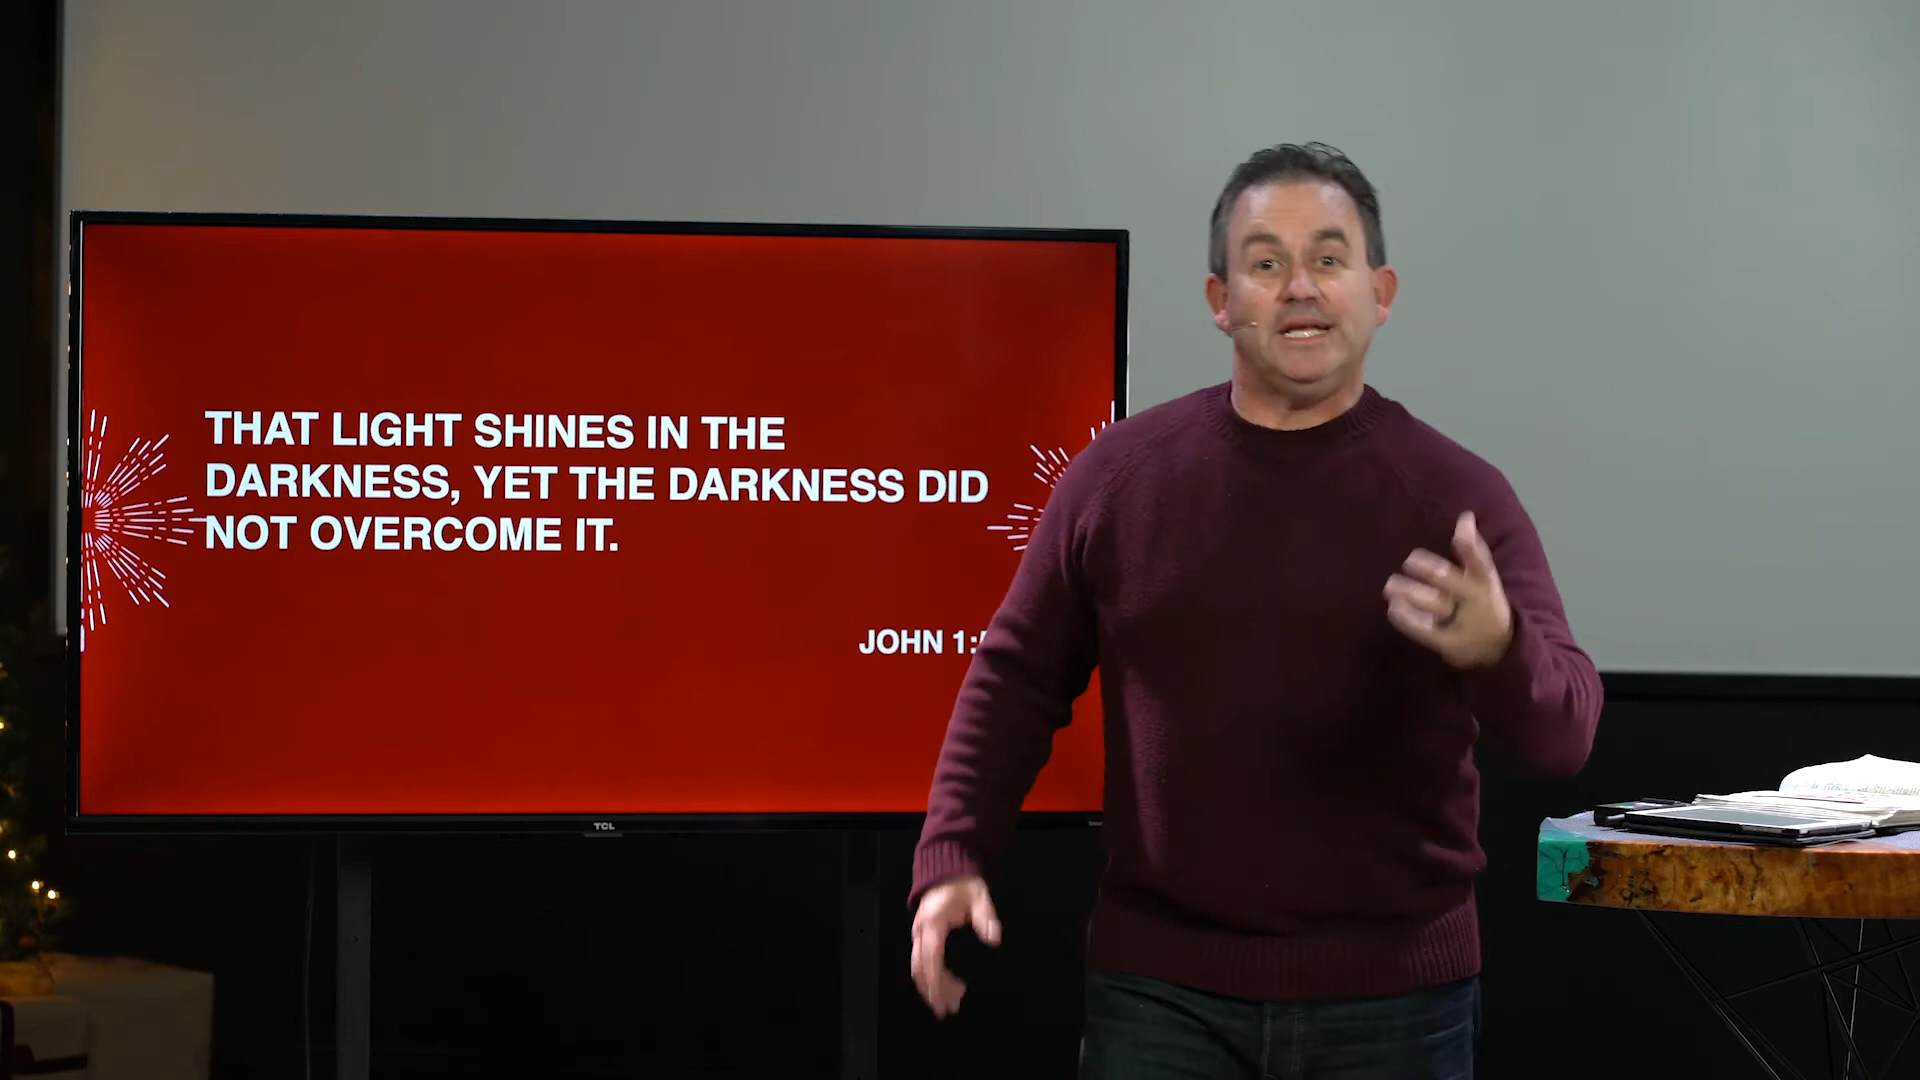 THAT LIGHT SHINES IN THE
DARKNESS, YET THE DARKNESS DID
NOT OVERCOME IT.
JOHN 1:
TCL